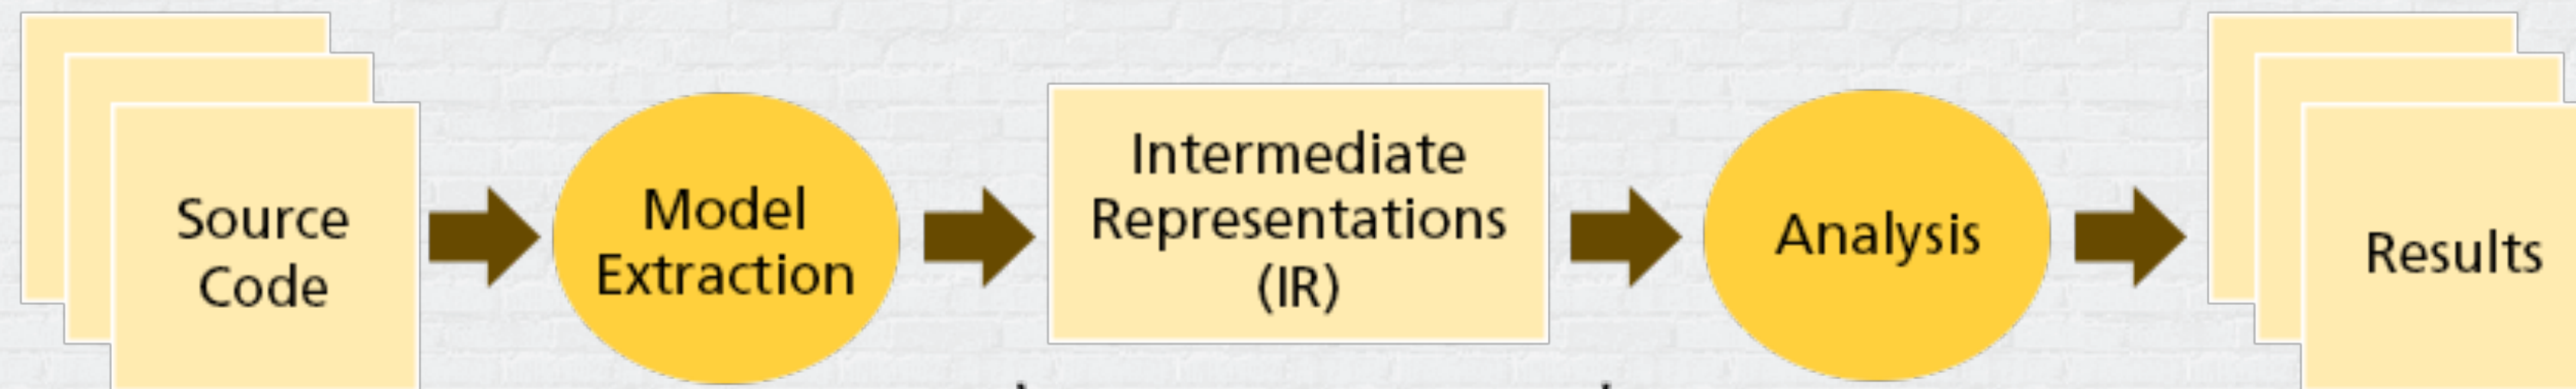 Source
Code
Model
Extraction
Intermediate
Representations
(IR)
Analysis
Results